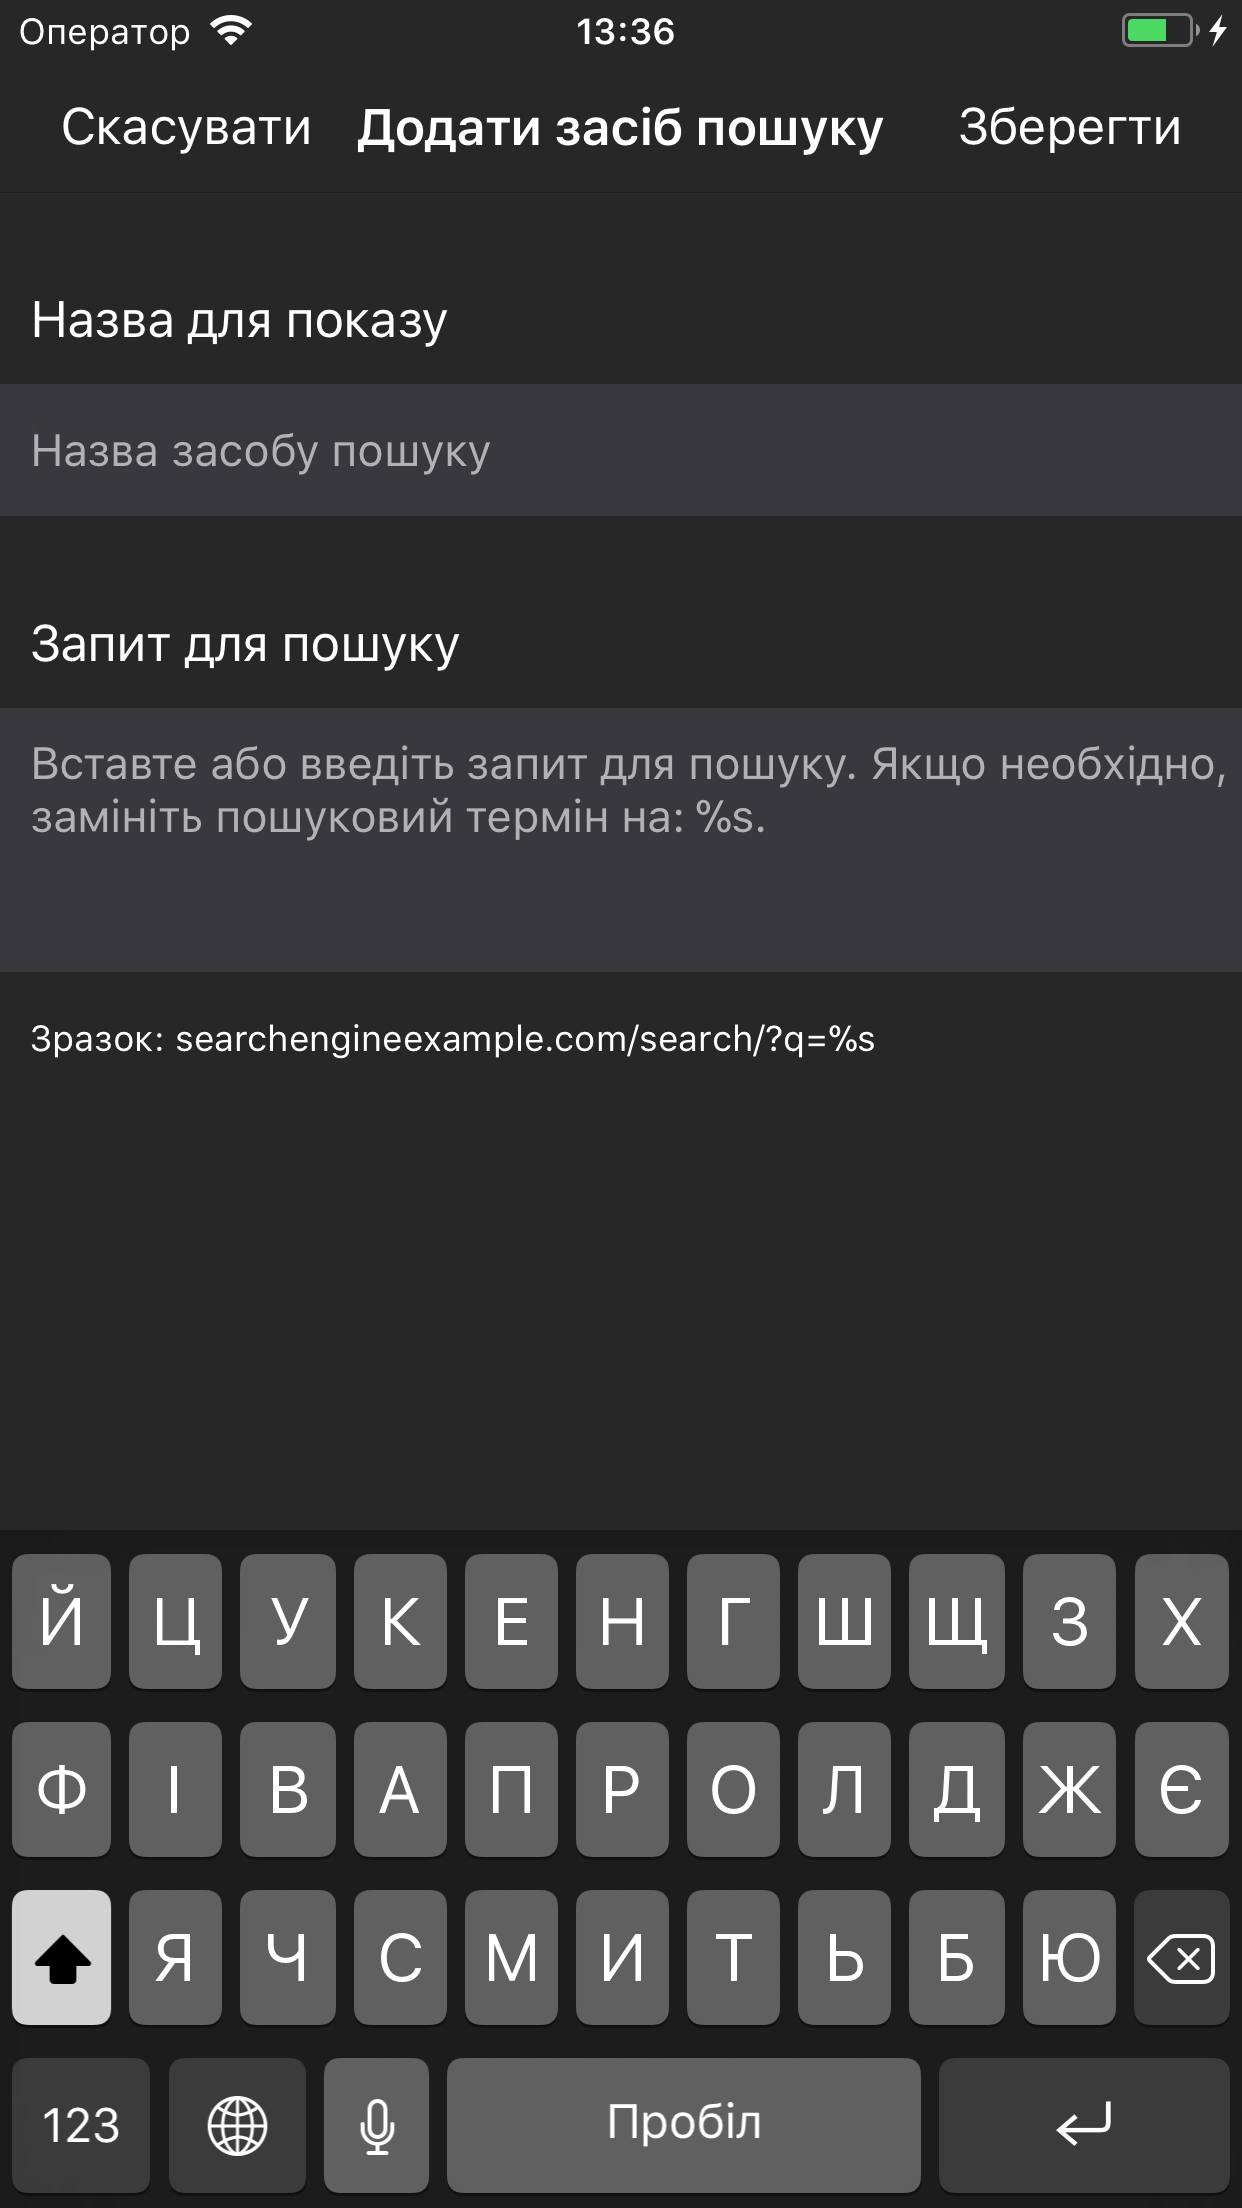 Оператор 13:36
Скасувати Додати засіб пошуку Зберегти
Назва для показу
Назва засобу пошуку
Запит для пошуку
Вставте або введіть запит для пошуку. Якщо необхідно,
замініть пошуковий термін на: %s.
Зразок: searchengineexample.com/search/?q=%s
Й Ц У К Е Н Г Ш Щ З Х
Ф І В А П Р О Л Д Ж Є
Я Ч С М И Т Ь Б Ю
123 Пробіл